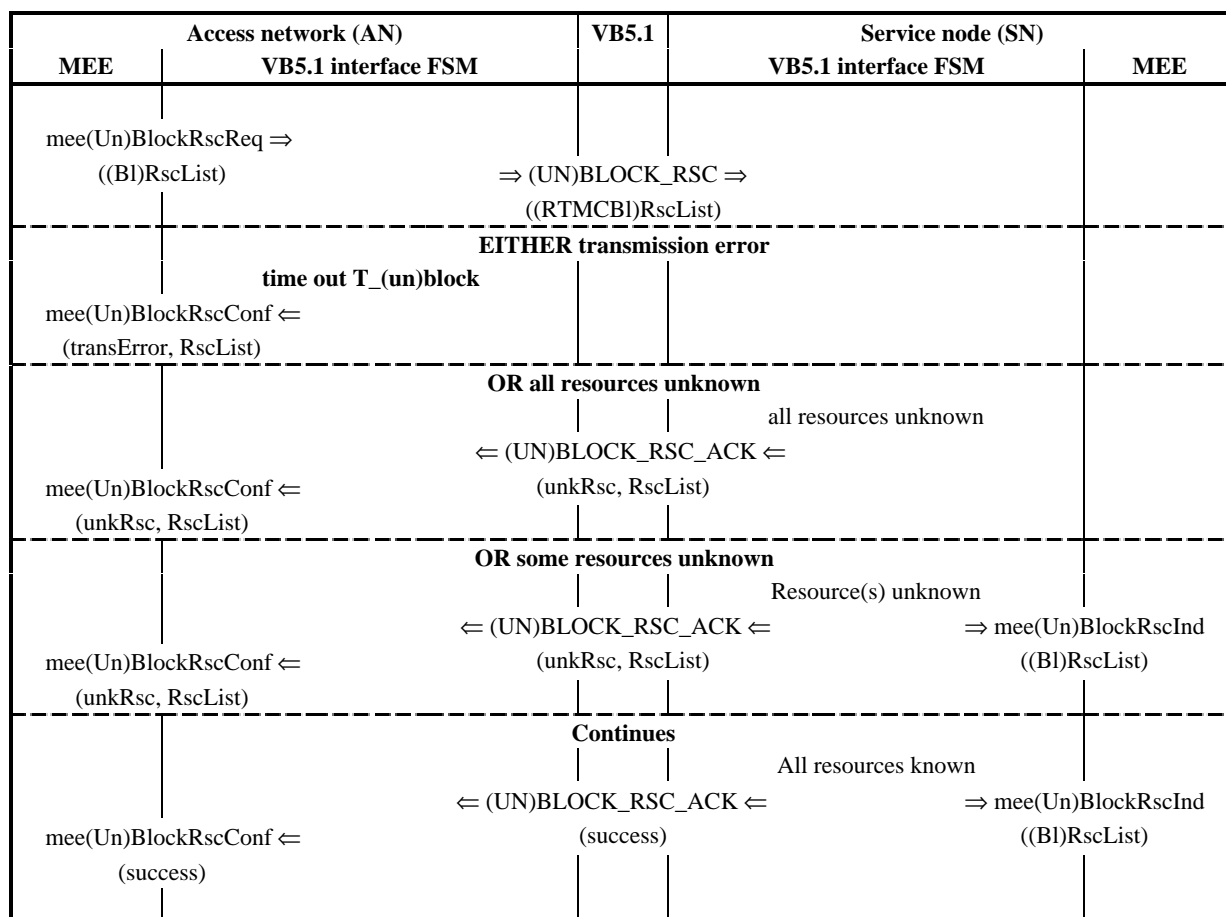 Access network (AN) VB5.1 Service node (SN)
MEE VB5.1 interface FSM VB5.1 interface FSM MEE
mee(Un)BlockRscReq ⇒
((Bl)RscList) ⇒ (UN)BLOCK_RSC ⇒
((RTMCBl)RscList)
EITHER transmission error
time out T_(un)block
mee(Un)BlockRscConf ⇐
(transError, RscList)
OR all resources unknown
all resources unknown
⇐ (UN)BLOCK_RSC_ACK ⇐
mee(Un)BlockRscConf ⇐ (unkRsc, RscList)
(unkRsc, RscList)
OR some resources unknown
Resource(s) unknown
⇐ (UN)BLOCK_RSC_ACK ⇐ ⇒ mee(Un)BlockRscInd
mee(Un)BlockRscConf ⇐ (unkRsc, RscList) ((Bl)RscList)
(unkRsc, RscList)
Continues
All resources known
⇐ (UN)BLOCK_RSC_ACK ⇐ ⇒ mee(Un)BlockRscInd
mee(Un)BlockRscConf ⇐ (success) ((Bl)RscList)
(success)